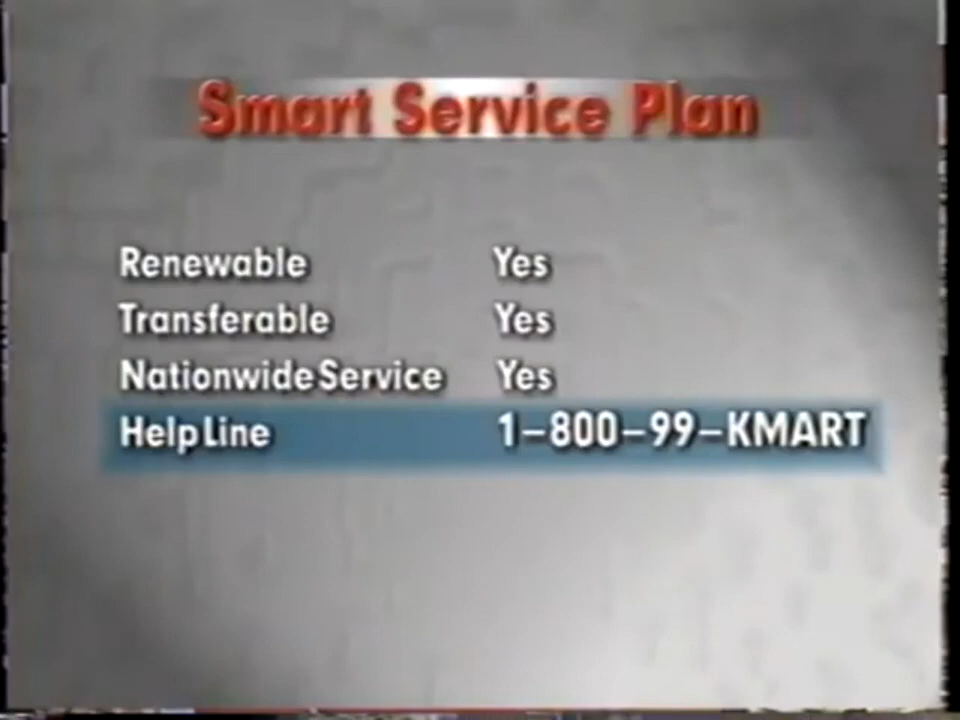 Smart Service Plan
Renewable Yes
Transferable Yes
Nationwide Service Yes
Help Line 1-800-99-KMART